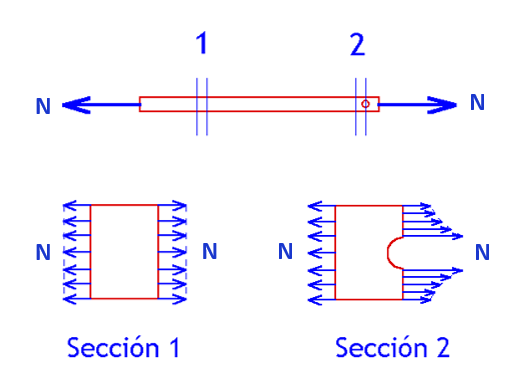 1 2
N N
N N N N
Sección 1 Sección 2